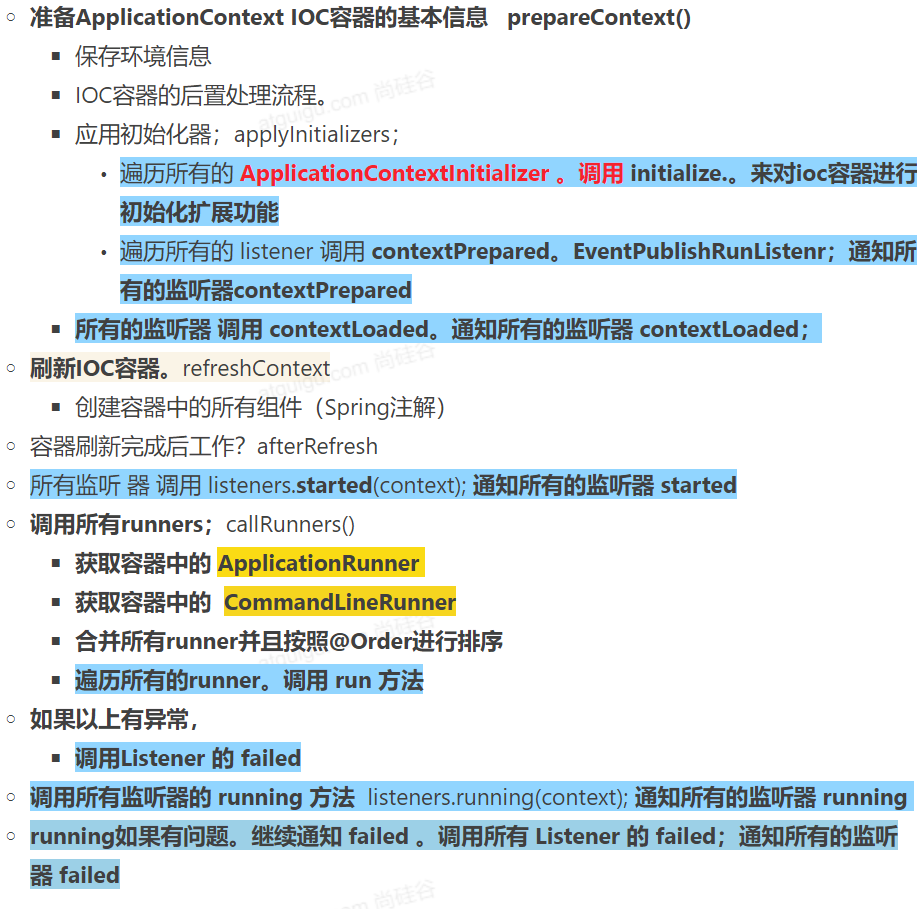 准备ApplicationContext IOC容器的基本信息 prepareContext()
保存环境信息
IOC容器的后置处理流程。
应用初始化器；applyInitializers；
遍历所有的 ApplicationContextInitializer 。调用 initialize.。来对ioc容器进行
初始化扩展功能
遍历所有的 listener 调用 contextPrepared。EventPublishRunListenr；通知所
有的监听器contextPrepared
所有的监听器 调用 contextLoaded。通知所有的监听器 contextLoaded；
刷新IOC容器。refreshContext
创建容器中的所有组件（Spring注解）
容器刷新完成后工作？afterRefresh
所有监听 器 调用 listeners.started(context); 通知所有的监听器 started
调用所有runners；callRunners()
获取容器中的 ApplicationRunner
获取容器中的 CommandLineRunner
合并所有runner并且按照@Order进行排序
遍历所有的runner。调用 run 方法
如果以上有异常，
调用Listener 的 failed
调用所有监听器的 running 方法 listeners.running(context); 通知所有的监听器 running
running如果有问题。继续通知 failed 。调用所有 Listener 的 failed；通知所有的监听
器 failed
atguigu.com 尚硅谷
atguigu.com 尚硅谷